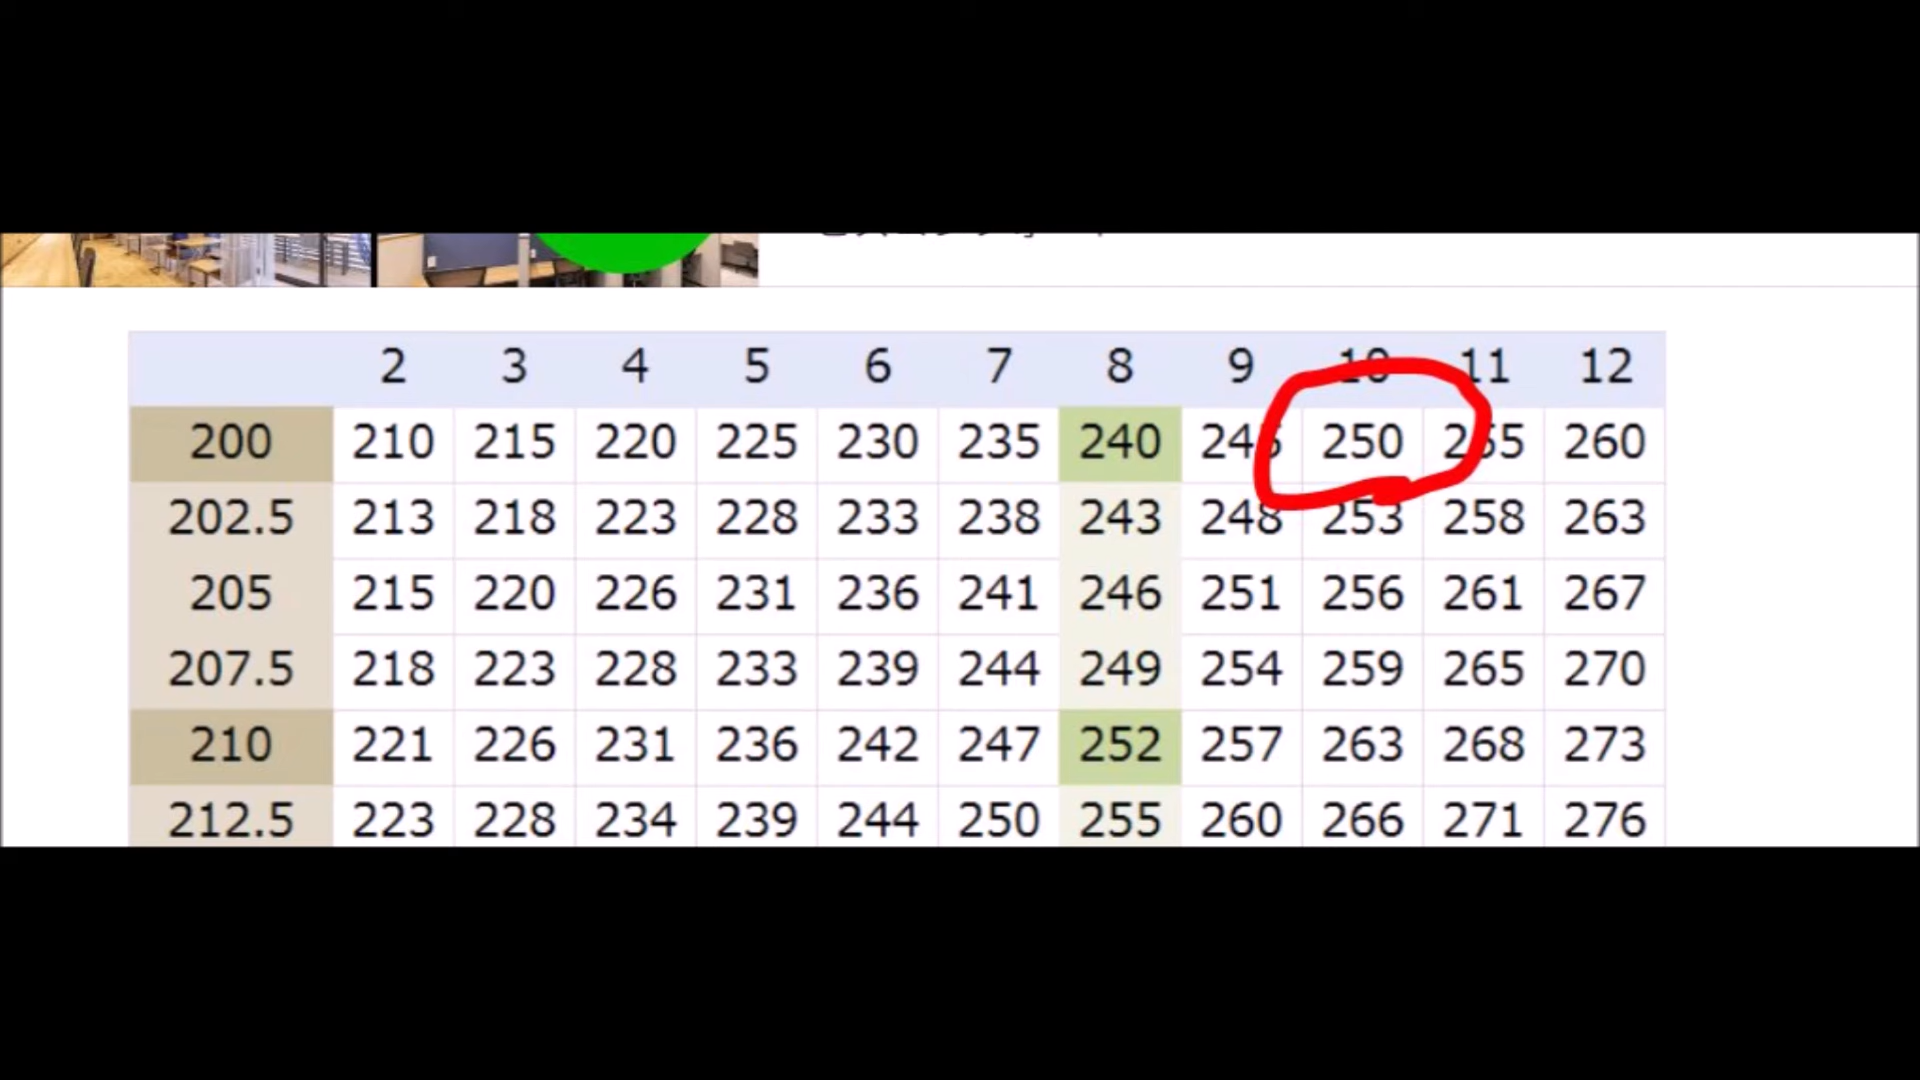 2 3 4 5 6 7 8 9 10 11 12
200 210 215 220 225 230 235 240 245 250 255 260
202.5 213 218 223 228 233 238 243 248 253 258 263
205 215 220 226 231 236 241 246 251 256 261 267
207.5 218 223 228 233 239 244 249 254 259 265 270
210 221 226 231 236 242 247 252 257 263 268 273
212.5 223 228 234 239 244 250 255 260 266 271 276